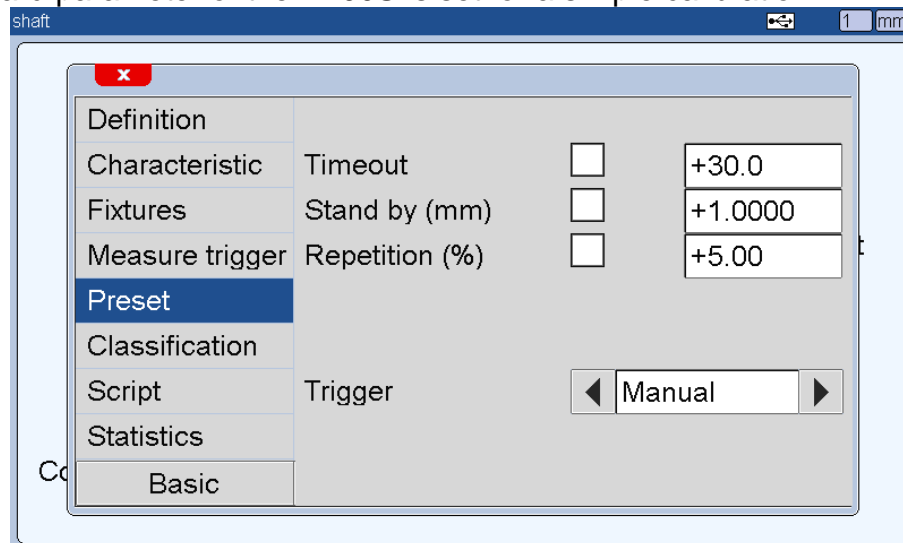 shaft
1 mm
x
Definition
Characteristic
Timeout
+30.0
Fixtures
Stand by (mm)
+1.0000
Measure trigger
Repetition (%)
+5.00
Preset
Classification
Script
Trigger
Manual
Statistics
Basic